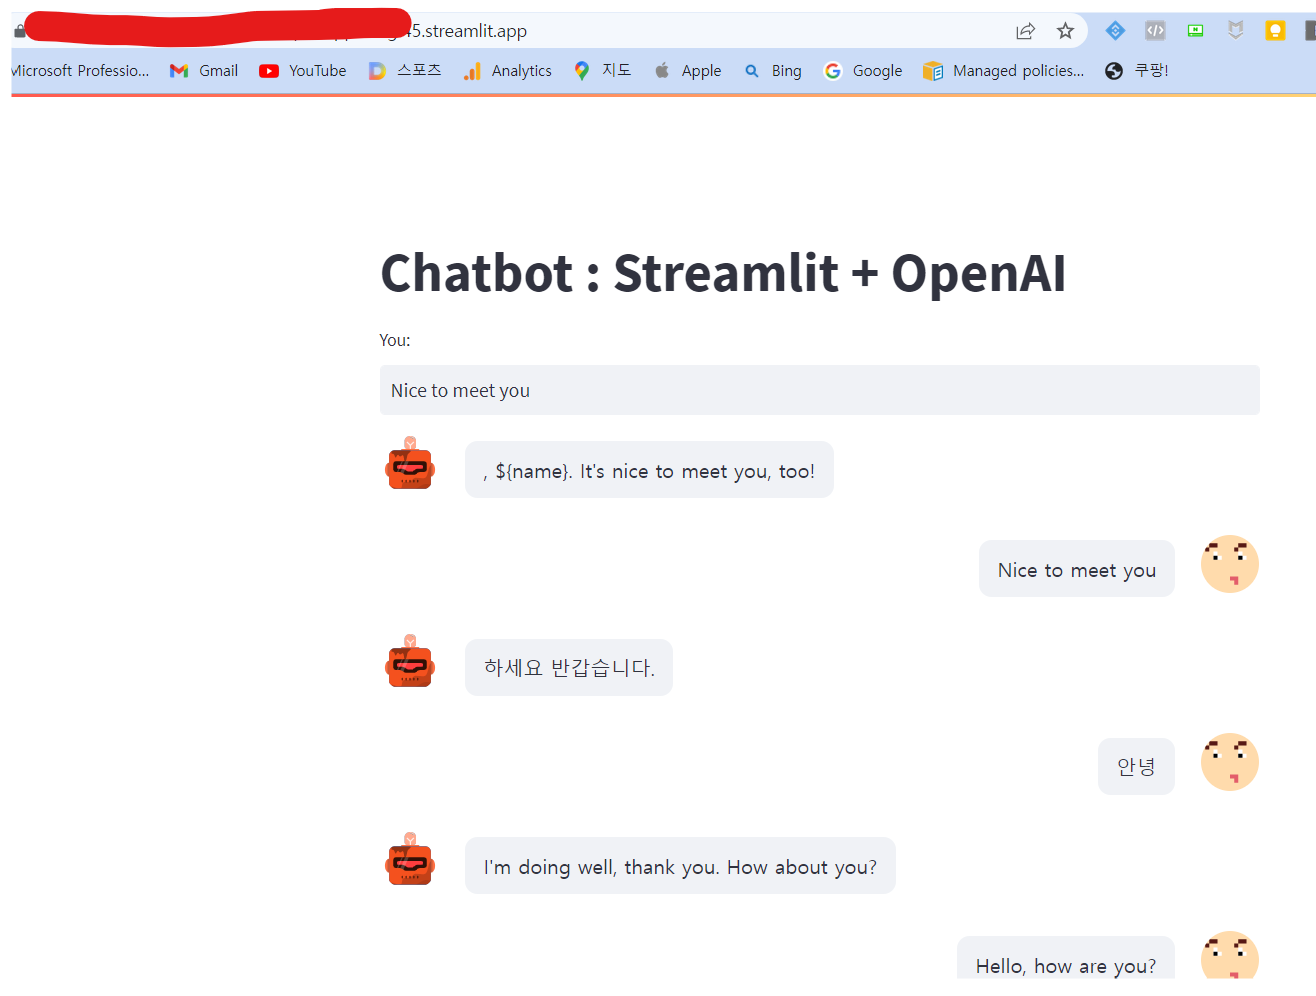 5.streamlit.app
Microsoft Professio... Gmail YouTube 스포츠 Analytics 지도 Apple Bing Google Managed policies... 쿠팡!
Chatbot : Streamlit + OpenAI
You:
Nice to meet you
, ${name}. It's nice to meet you, too!
Nice to meet you
하세요 반갑습니다.
안녕
I'm doing well, thank you. How about you?
Hello, how are you?